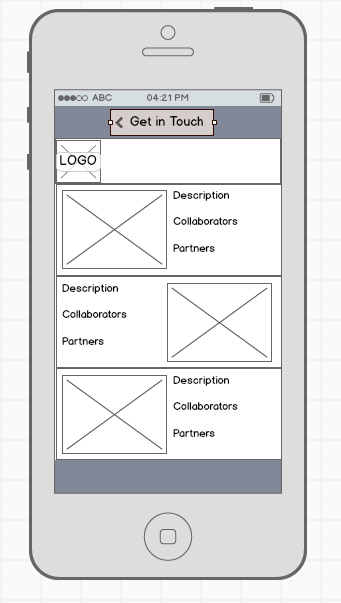 ABC 04:21 PM
Get in Touch
LOGO
Description
Collaborators
Partners
Description
Collaborators
Partners
Description
Collaborators
Partners